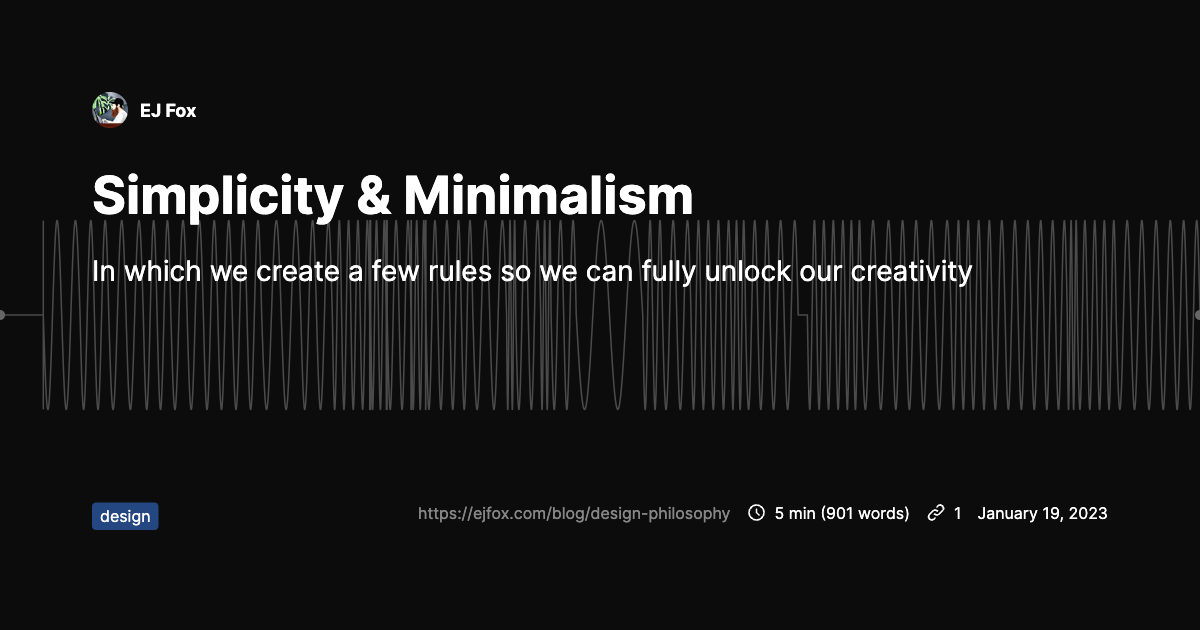 EJ Fox
Simplicity & Minimalism
In which we create a few rules so we can fully unlock our creativity
design
https://ejfox.com/blog/design-philosophy
5 min (901 words)
1
January 19, 2023